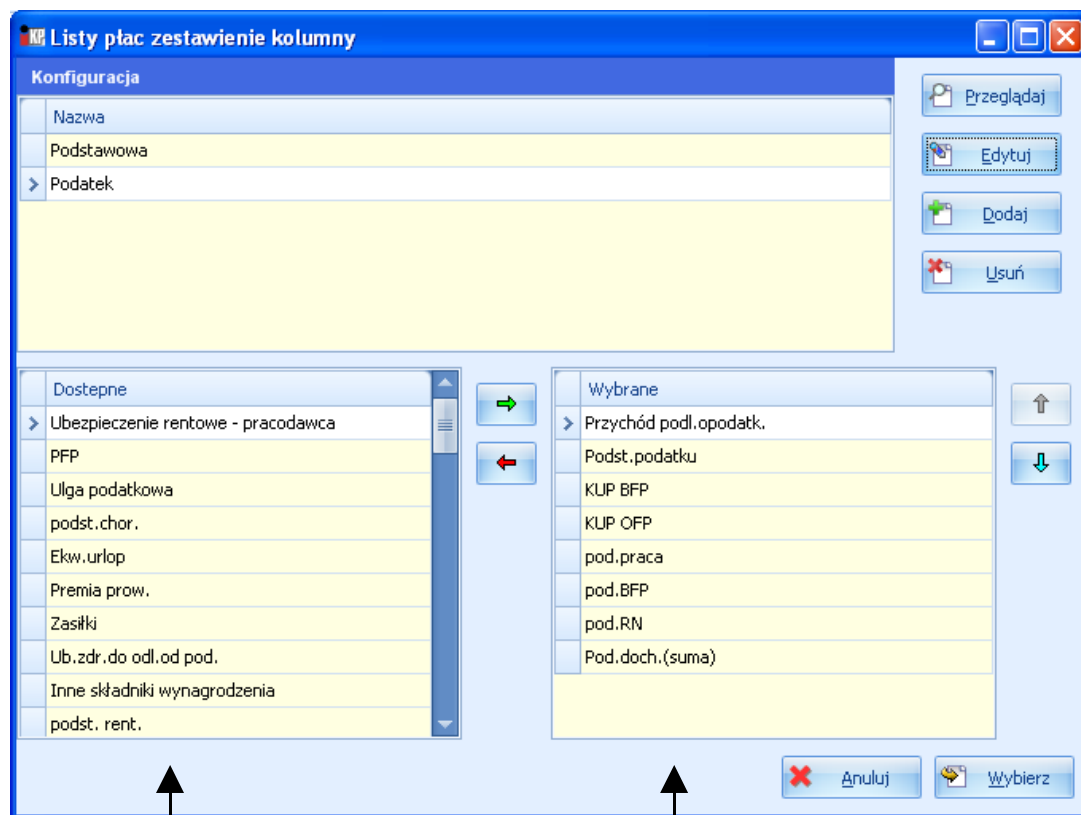 KP Listy płac zestawienie kolumny
Konfiguracja
Nazwa
Podstawowa
Podatek
Przeglądaj
Edytuj
Dodaj
Usuń
Dostepne
Ubezpieczenie rentowe - pracodawca
PFP
Ulga podatkowa
podst.chor.
Ekw.urlop
Premia prow.
Zasiłki
Ub.zdr.do odl.od pod.
Inne składniki wynagrodzenia
podst. rent.
Wybrane
Przychód podl.opodatk.
Podst.podatku
KUP BFP
KUP OFP
pod.praca
pod.BFP
pod.RN
Pod.doch.(suma)
Anuluj
Wybierz